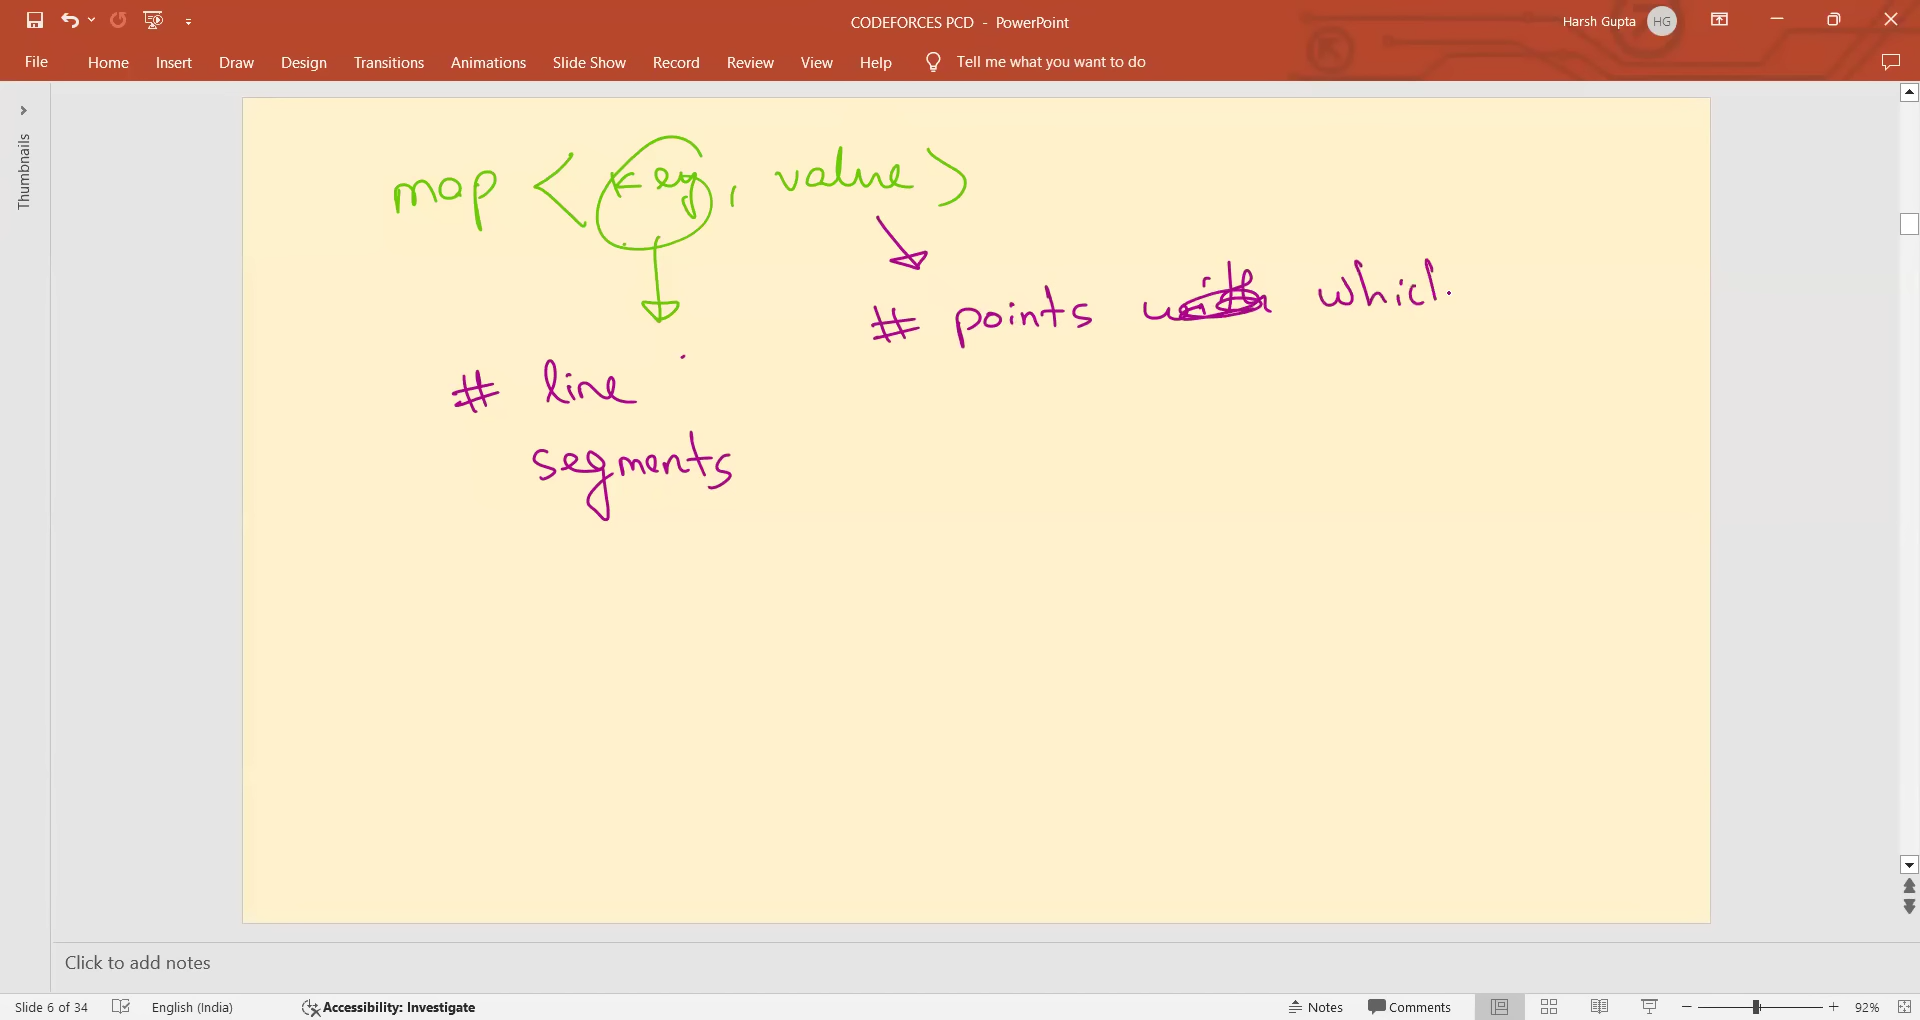 CODEFORCES PCD - PowerPoint
Harsh Gupta HG
File Home Insert Draw Design Transitions Animations Slide Show Record Review View Help Tell me what you want to do
Thumbnails
map < key, value >
# points which
# line
segments
Click to add notes
Slide 6 of 34 English (India) Accessibility: Investigate Notes Comments 92%